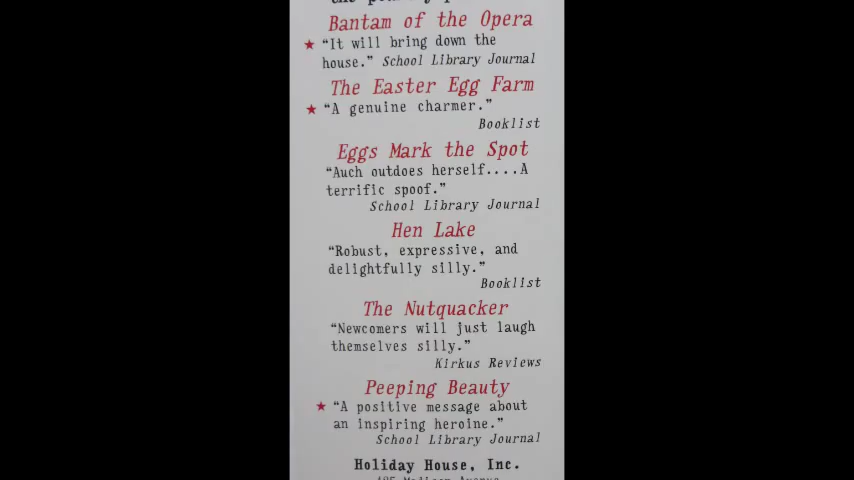 Bantam of the Opera
★ “It will bring down the
house.” School Library Journal
The Easter Egg Farm
★ “A genuine charmer.”
Booklist
Eggs Mark the Spot
“Auch outdoes herself....A
terrific spoof.”
School Library Journal
Hen Lake
“Robust, expressive, and
delightfully silly.”
Booklist
The Nutquacker
“Newcomers will just laugh
themselves silly.”
Kirkus Reviews
Peeping Beauty
★ “A positive message about
an inspiring heroine.”
School Library Journal
Holiday House, Inc.